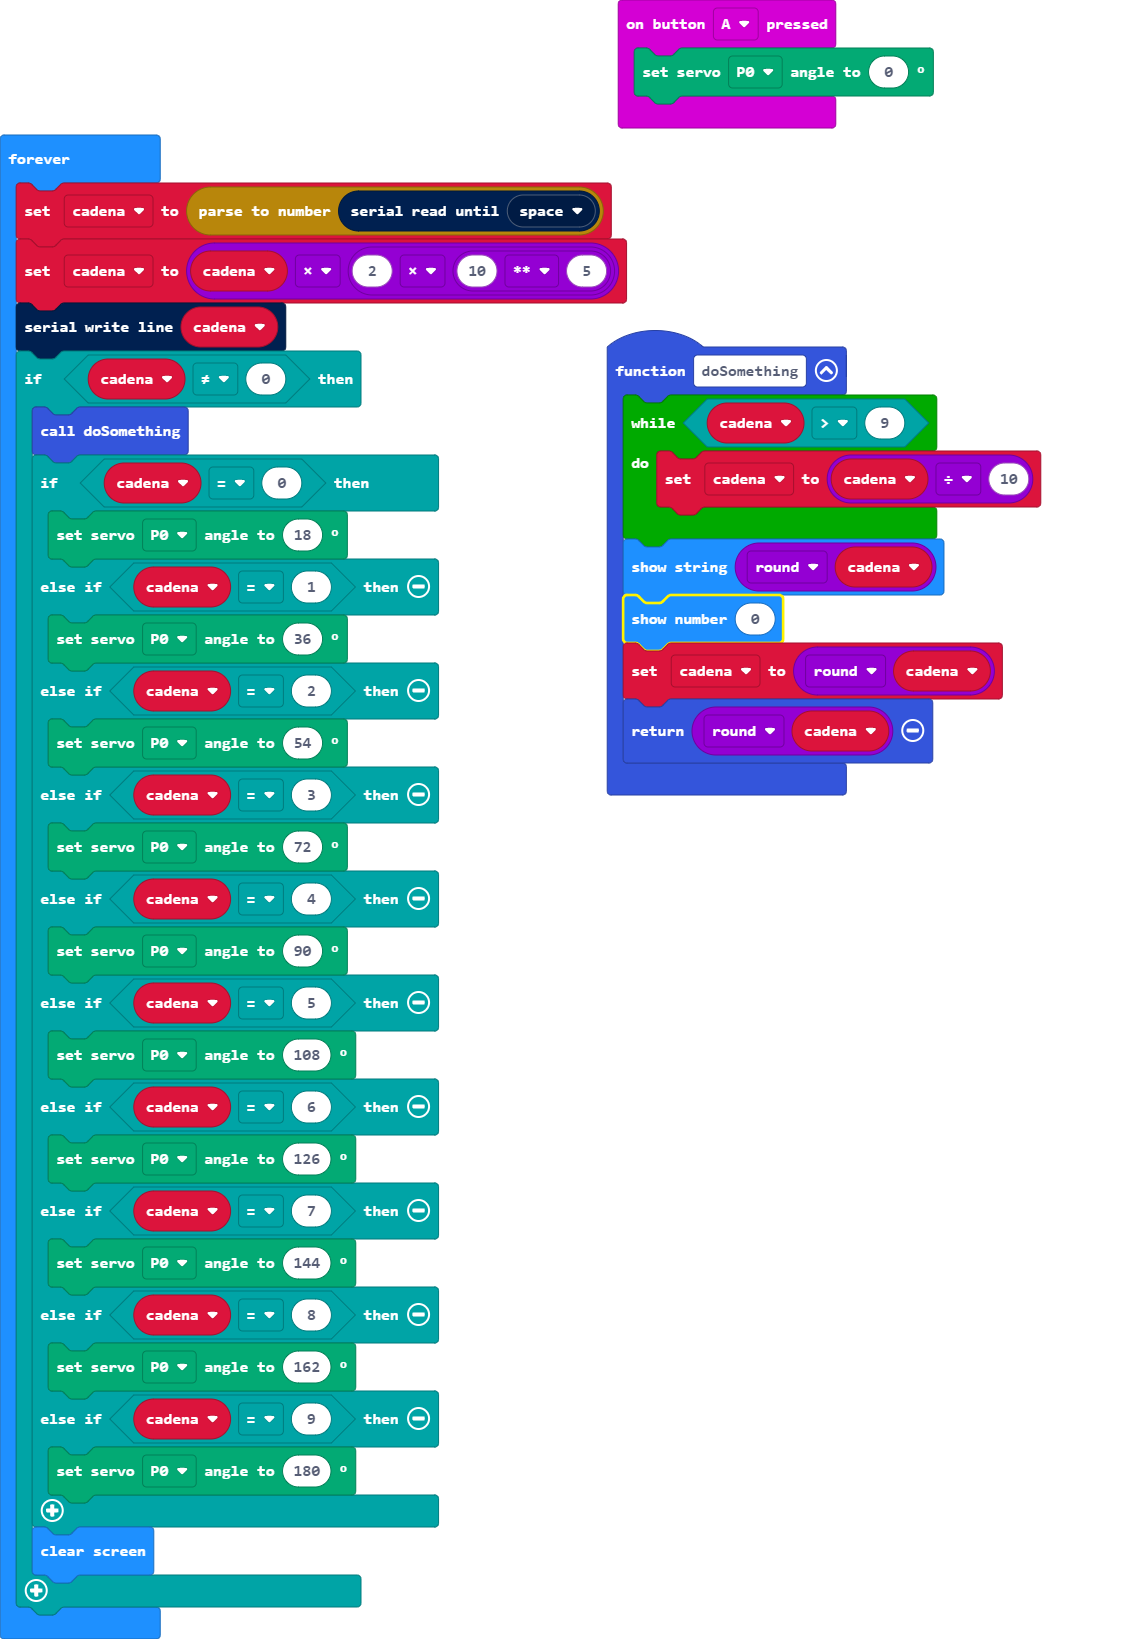 on button A pressed
set servo P0 angle to 0 °
forever
set cadena to parse to number serial read until space
set cadena to cadena × 2 × 10 ** 5
serial write line cadena
if cadena ≠ 0 then
call doSomething
if cadena = 0 then
set servo P0 angle to 18 °
else if cadena = 1 then
set servo P0 angle to 36 °
else if cadena = 2 then
set servo P0 angle to 54 °
else if cadena = 3 then
set servo P0 angle to 72 °
else if cadena = 4 then
set servo P0 angle to 90 °
else if cadena = 5 then
set servo P0 angle to 108 °
else if cadena = 6 then
set servo P0 angle to 126 °
else if cadena = 7 then
set servo P0 angle to 144 °
else if cadena = 8 then
set servo P0 angle to 162 °
else if cadena = 9 then
set servo P0 angle to 180 °
clear screen
function doSomething
while cadena > 9
do set cadena to cadena ÷ 10
show string round cadena
show number 0
set cadena to round cadena
return round cadena